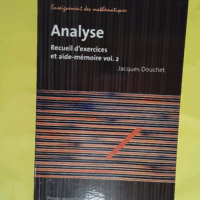 Enseignement des mathématiques
Analyse
Recueil d'exercices
et aide-mémoire vol. 2
Jacques Douchet